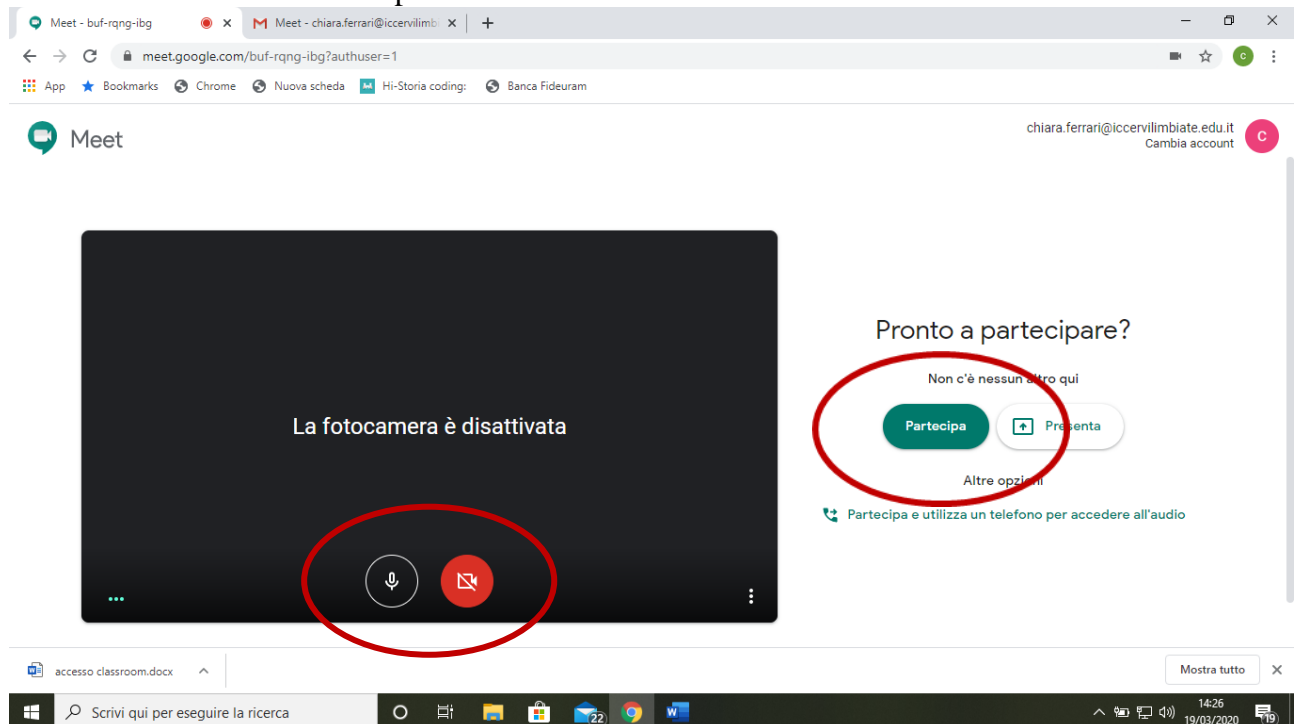 Meet - buf-rqng-ibg
Meet - chiara.ferrari@iccervilimb
meet.google.com/buf-rqng-ibg?authuser=1
App Bookmarks Chrome Nuova scheda Hi-Storia coding: Banca Fideuram
Meet
chiara.ferrari@iccervilimbiate.edu.it
Cambia account
C
La fotocamera è disattivata
Pronto a partecipare?
Non c'è nessun altro qui
Partecipa
Presenta
Altre opzioni
Partecipa e utilizza un telefono per accedere all'audio
accesso classroom.docx
Mostra tutto
Scrivi qui per eseguire la ricerca
22
14:26
19/03/2020
19